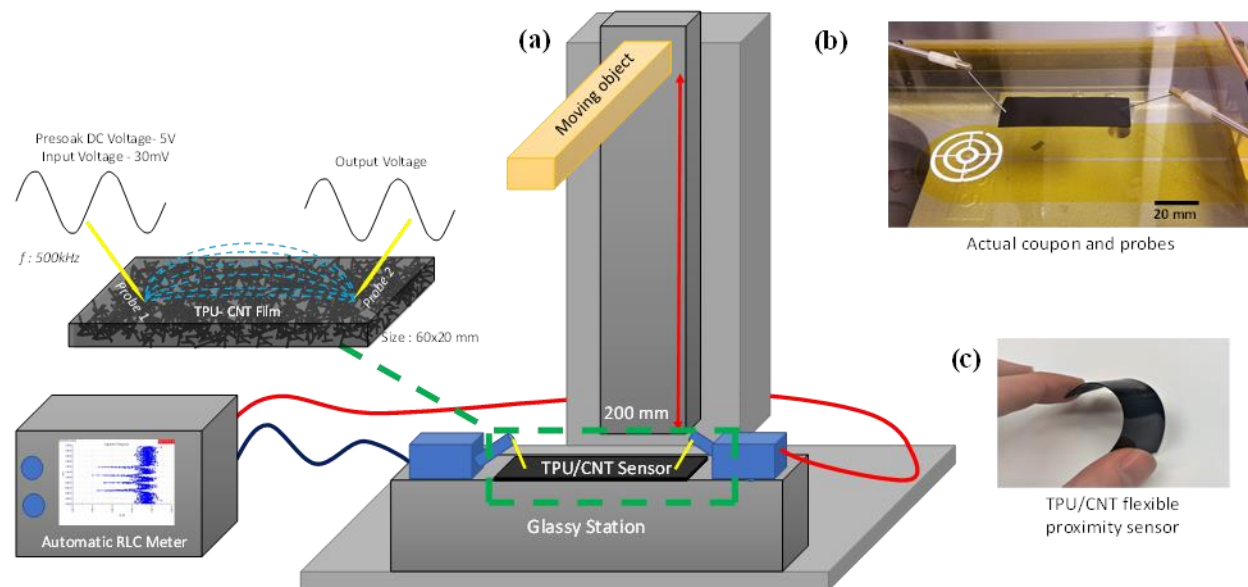 (a)
Moving object
200 mm
Presoak DC Voltage- 5V
Input Voltage - 30mV
Output Voltage
f : 500kHz
Probe 1
Probe 2
TPU- CNT Film
Size : 60x20 mm
TPU/CNT Sensor
Glassy Station
Automatic RLC Meter
(b)
20 mm
Actual coupon and probes
(c)
TPU/CNT flexible
proximity sensor